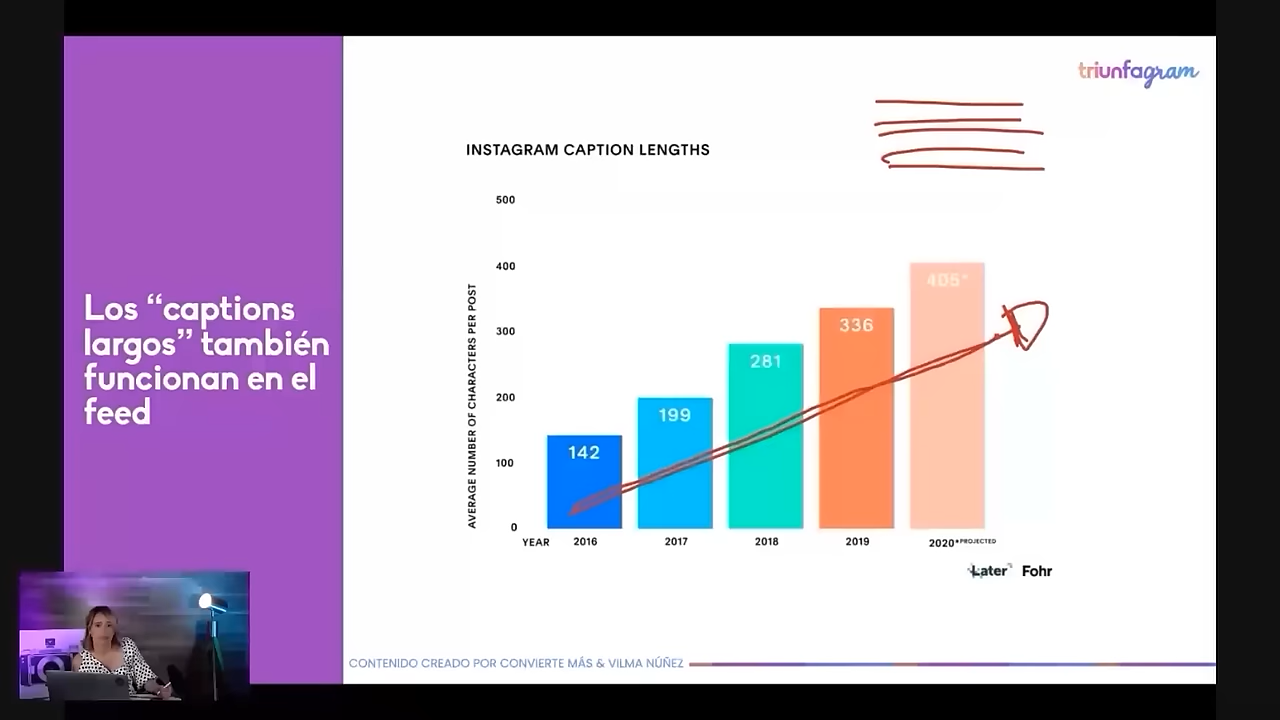 triunfagram
INSTAGRAM CAPTION LENGTHS
500
400
300
200
100
0
AVERAGE NUMBER OF CHARACTERS PER POST
142
199
281
336
405*
YEAR 2016 2017 2018 2019 2020*PROJECTED
Later Fohr
Los “captions
largos” también
funcionan en el
feed
CONTENIDO CREADO POR CONVIERTE MÁS & VILMA NÚÑEZ